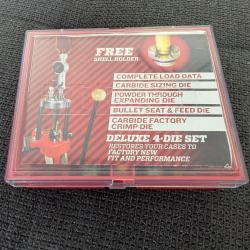 FREE
SHELL HOLDER
COMPLETE LOAD DATA
CARBIDE SIZING DIE
POWDER THROUGH
EXPANDING DIE
BULLET SEAT & FEED DIE
CARBIDE FACTORY
CRIMP DIE
DELUXE 4-DIE SET
RESTORES YOUR CASES TO
FACTORY NEW
FIT AND PERFORMANCE